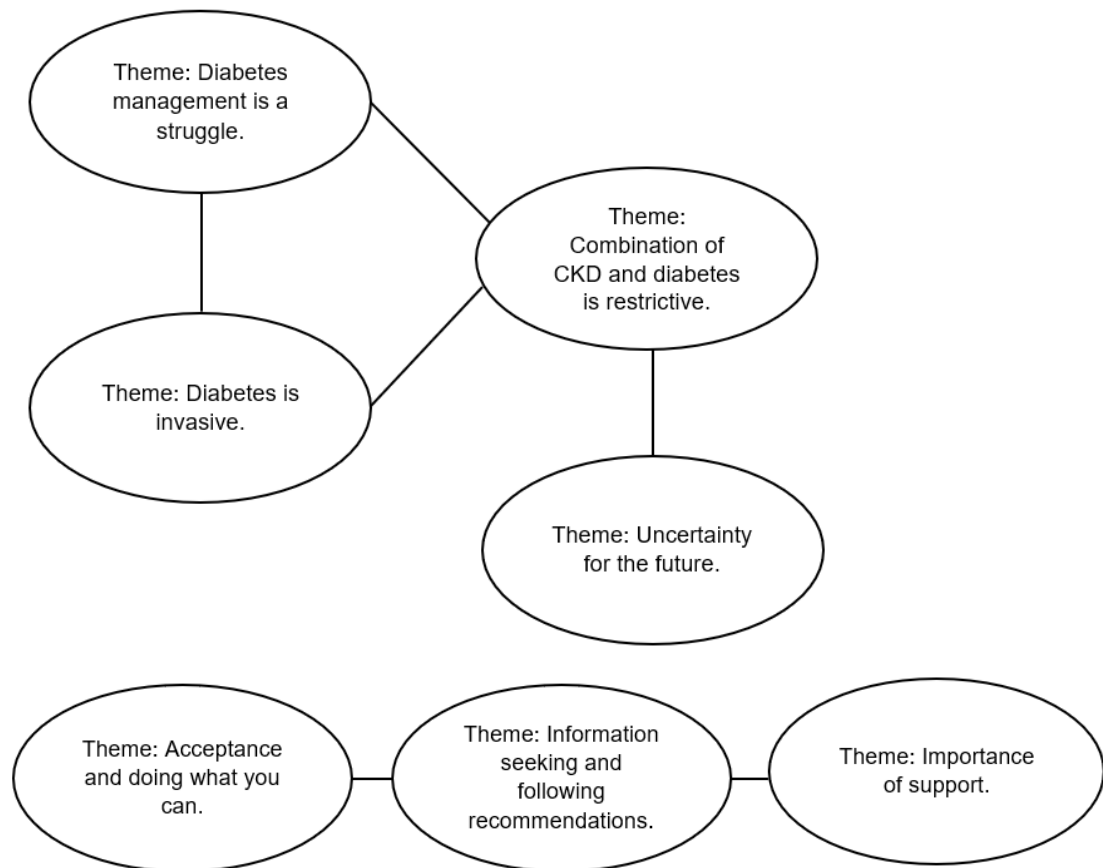 Theme: Diabetes
management is a
struggle.
Theme:
Combination of
CKD and diabetes
is restrictive.
Theme: Diabetes is
invasive.
Theme: Uncertainty
for the future.
Theme: Acceptance
and doing what you
can.
Theme: Information
seeking and
following
recommendations.
Theme: Importance
of support.